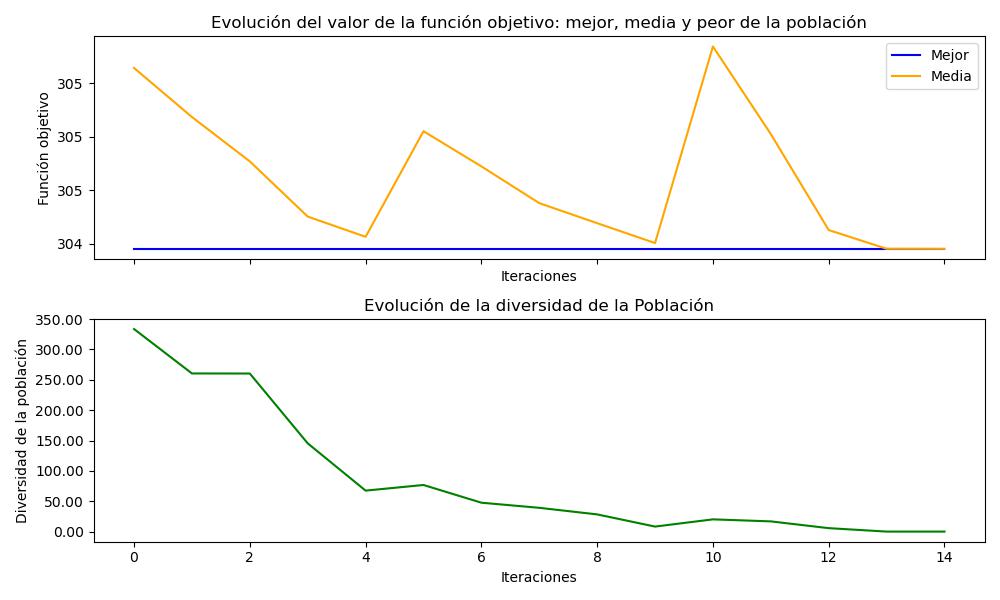 Evolución del valor de la función objetivo: mejor, media y peor de la población
Función objetivo
305
305
305
304
Mejor
Media
Iteraciones
Evolución de la diversidad de la Población
Diversidad de la población
350.00
300.00
250.00
200.00
150.00
100.00
50.00
0.00
0 2 4 6 8 10 12 14
Iteraciones